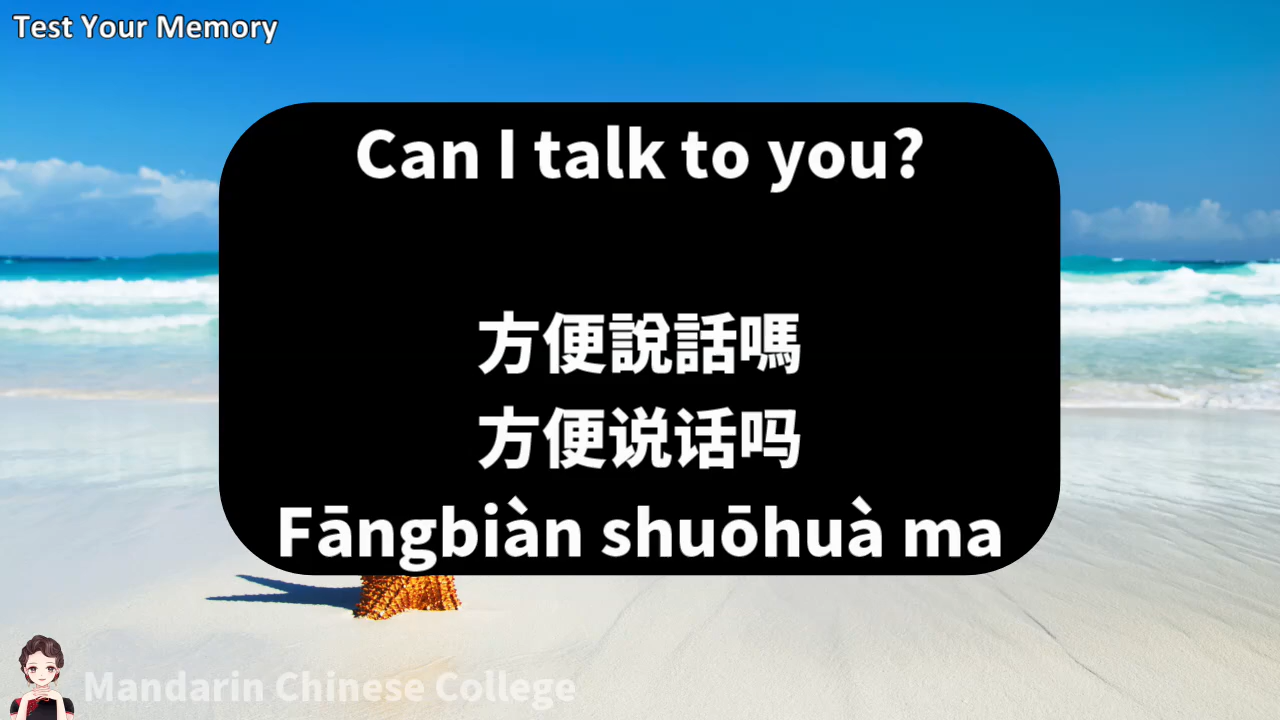 Test Your Memory
Can I talk to you?
方便說話嗎
方便说话吗
Fāngbiàn shuōhuà ma
Mandarin Chinese College